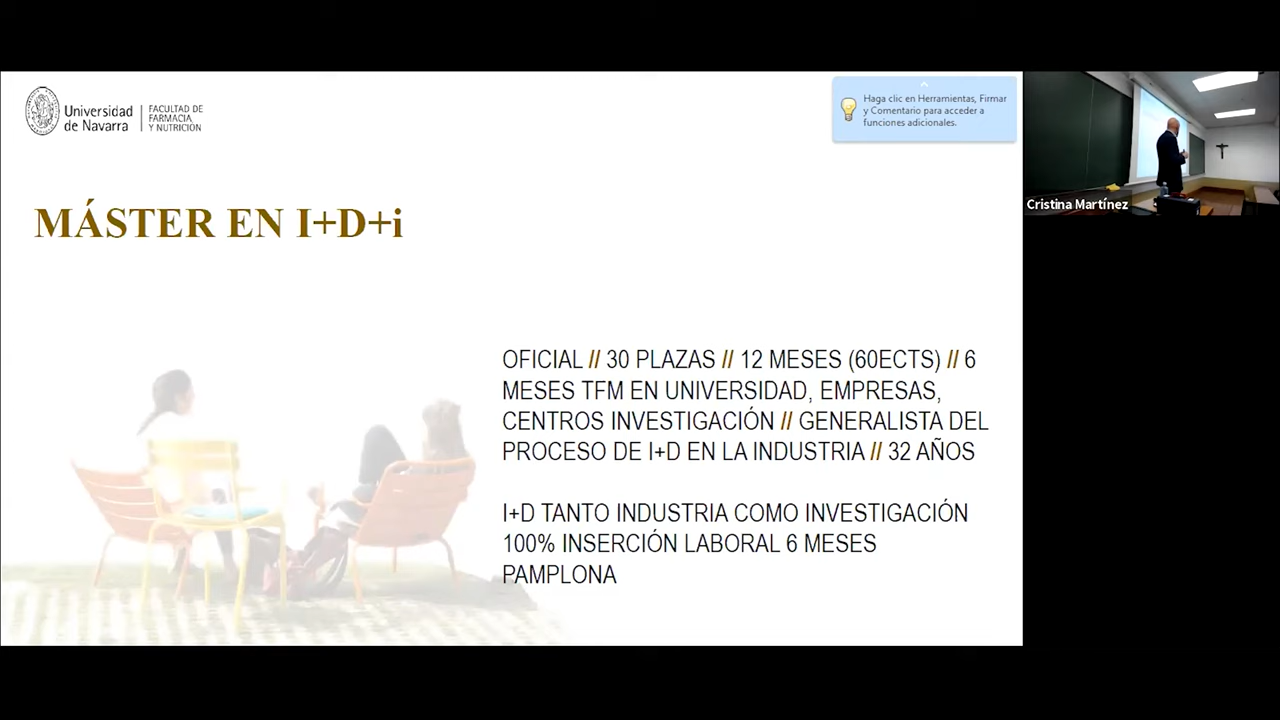 Universidad
de Navarra
FACULTAD DE
FARMACIA
Y NUTRICIÓN
Haga clic en Herramientas, Firmar
y Comentario para acceder a
funciones adicionales.
Cristina Martínez
MÁSTER EN I+D+i
OFICIAL // 30 PLAZAS // 12 MESES (60ECTS) // 6
MESES TFM EN UNIVERSIDAD, EMPRESAS,
CENTROS INVESTIGACIÓN // GENERALISTA DEL
PROCESO DE I+D EN LA INDUSTRIA // 32 AÑOS
I+D TANTO INDUSTRIA COMO INVESTIGACIÓN
100% INSERCIÓN LABORAL 6 MESES
PAMPLONA